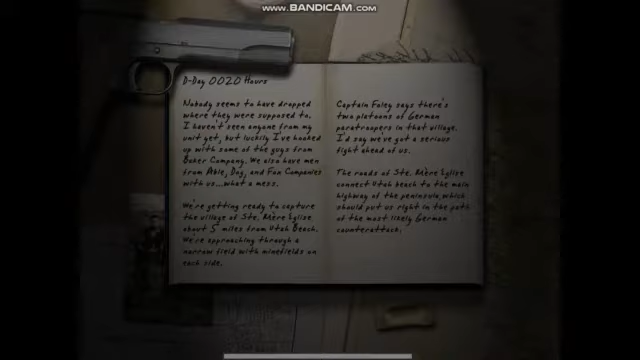 www.BANDICAM.com
D-Day 0020 Hours
Nobody seems to have dropped
where they were supposed to.
I haven't seen anyone from my
unit yet, but luckily I've hooked
up with some of the guys from
Baker Company. We also have men
from Able, Dog, and Fox Companies
with us...what a mess.
We're getting ready to capture
the village of Ste. Mère Eglise
about 5 miles from Utah Beach.
We're approaching through a
narrow field with minefields on
each side.
Captain Foley says there's
two platoons of German
paratroopers in that village.
I'd say we've got a serious
fight ahead of us.
The roads of Ste. Mère Eglise
connect Utah beach to the main
highway of the peninsula, which
should put us right in the path
of the most likely German
counterattack.